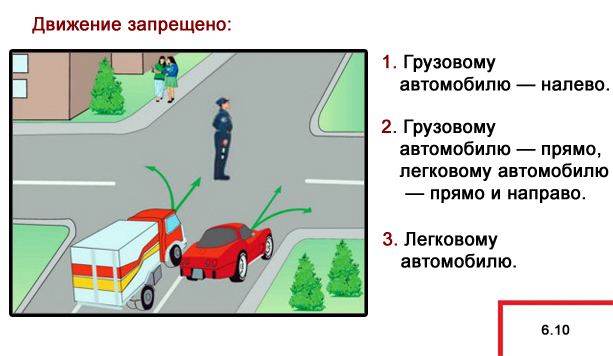 Движение запрещено:
1. Грузовому
автомобилю — налево.
2. Грузовому
автомобилю — прямо,
легковому автомобилю
— прямо и направо.
3. Легковому
автомобилю.
6.10